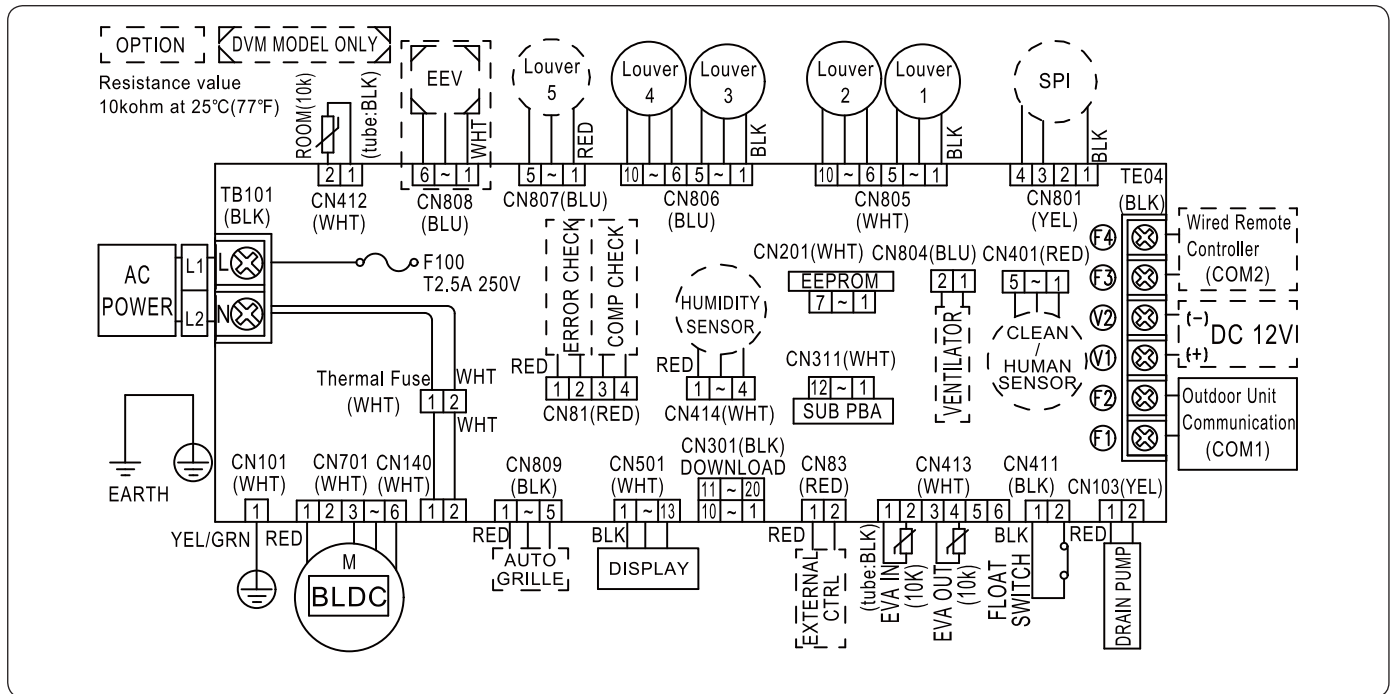 OPTION
DVM MODEL ONLY
Resistance value
10kohm at 25℃(77℉)
ROOM(10k)
(tube:BLK)
2 1
CN412
(WHT)
EEV
WHT
6 ~ 1
CN808
(BLU)
Louver
5
RED
5 ~ 1
CN807(BLU)
Louver
4
Louver
3
BLK
10 ~ 6 5 ~ 1
CN806
(BLU)
Louver
2
Louver
1
BLK
10 ~ 6 5 ~ 1
CN805
(WHT)
SPI
BLK
4 3 2 1
CN801
(YEL)
TE04
(BLK)
F4
F3
V2
V1
F2
F1
Wired Remote
Controller
(COM2)
(-)
DC 12V
(+)
Outdoor Unit
Communication
(COM1)
TB101
(BLK)
AC
POWER
L1
L2
L
N
F100
T2.5A 250V
ERROR CHECK
COMP CHECK
RED
1 2 3 4
CN81(RED)
HUMIDITY
SENSOR
RED
1 ~ 4
CN414(WHT)
CN201(WHT)
EEPROM
7 ~ 1
CN311(WHT)
12 ~ 1
SUB PBA
CN804(BLU)
2 1
VENTILATOR
CN401(RED)
5 ~ 1
CLEAN
/
HUMAN
SENSOR
Thermal Fuse
(WHT)
WHT
1 2
WHT
EARTH
CN101
(WHT)
1
YEL/GRN
CN701
(WHT)
1 2 3 ~ 6
RED
M
BLDC
CN140
(WHT)
1 2
CN809
(BLK)
1 ~ 5
RED
AUTO
GRILLE
CN501
(WHT)
1 ~ 13
BLK
DISPLAY
CN301(BLK)
DOWNLOAD
11 ~ 20
10 ~ 1
CN83
(RED)
1 2
RED
EXTERNAL
CTRL
CN413
(WHT)
1 2 3 4 5 6
(tube:BLK)
EVA IN
(10K)
EVA OUT
(10k)
CN411
(BLK)
1 2
BLK
FLOAT
SWITCH
CN103(YEL)
1 2
RED
DRAIN PUMP